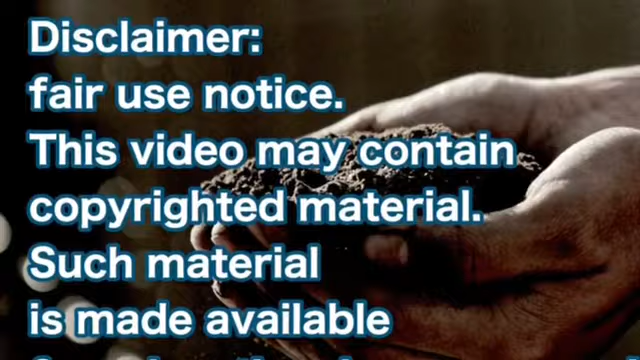 Disclaimer:
fair use notice.
This video may contain
copyrighted material.
Such material
is made available